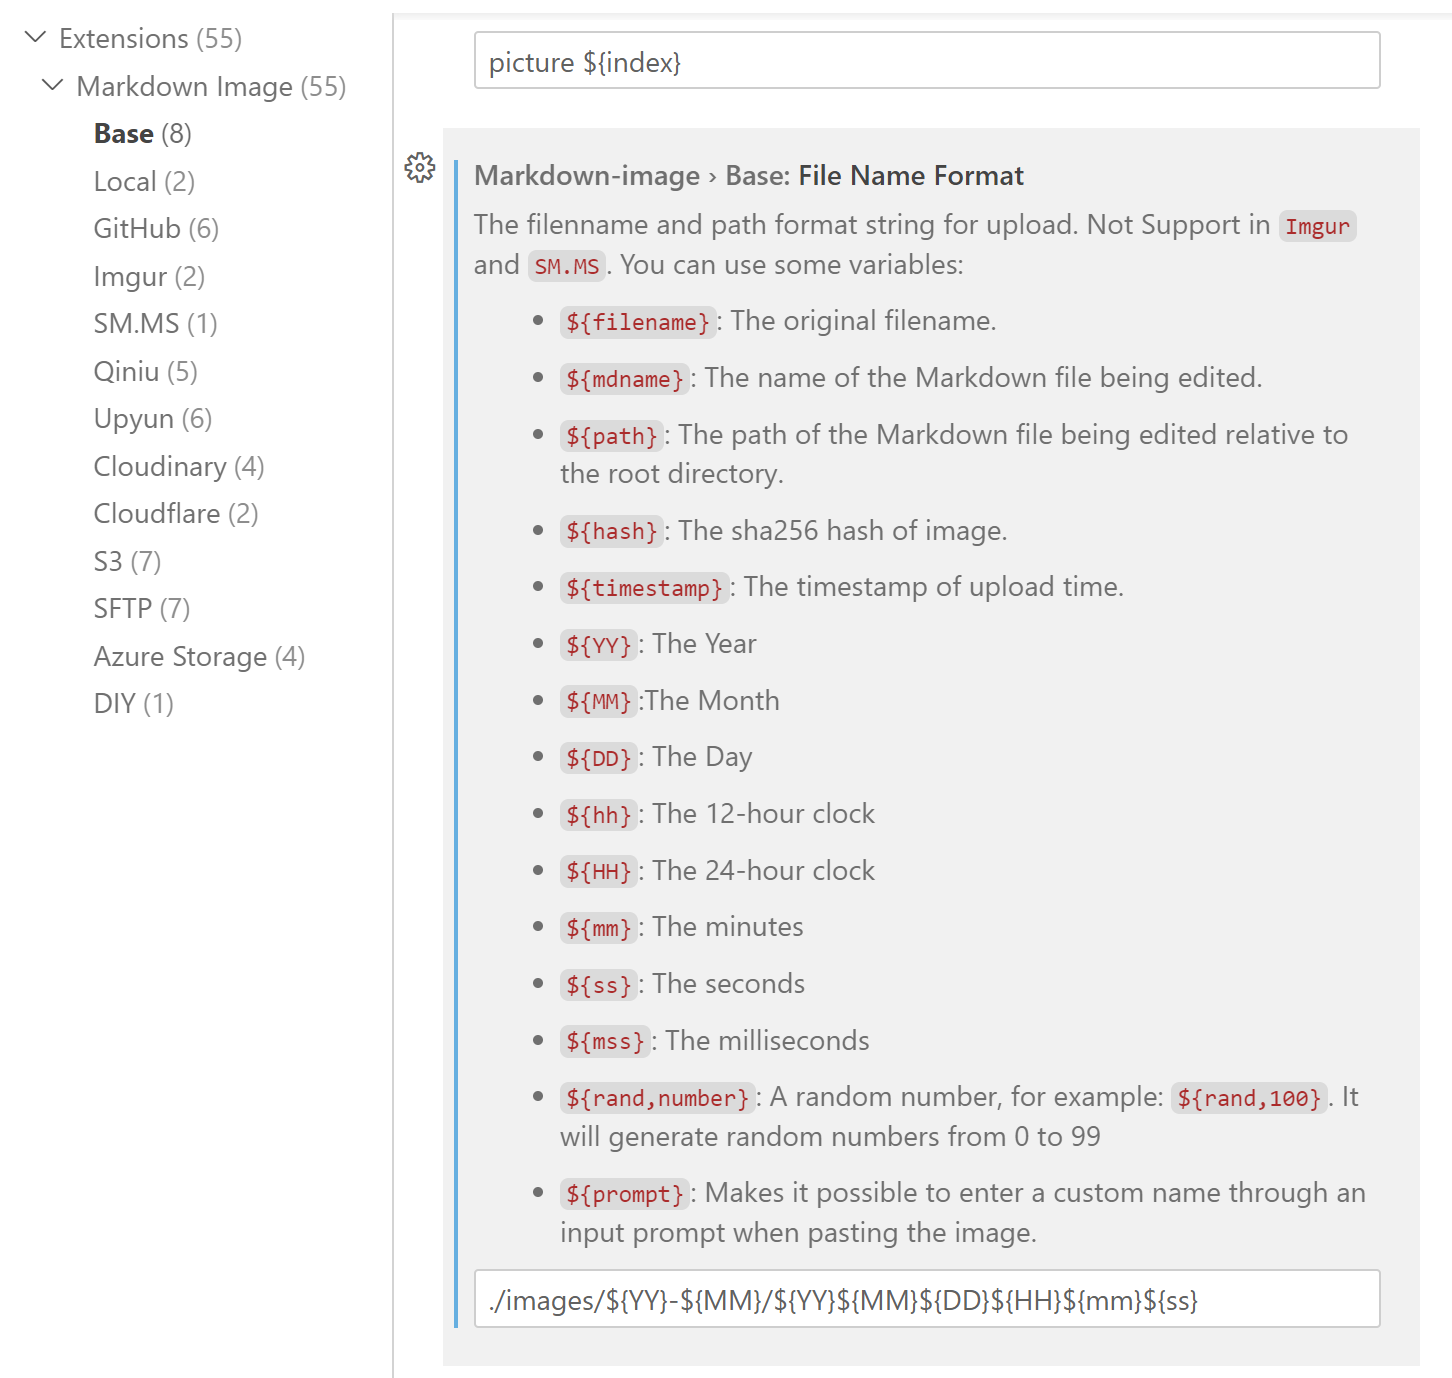 Extensions (55)
Markdown Image (55)
Base (8)
Local (2)
GitHub (6)
Imgur (2)
SM.MS (1)
Qiniu (5)
Upyun (6)
Cloudinary (4)
Cloudflare (2)
S3 (7)
SFTP (7)
Azure Storage (4)
DIY (1)
picture ${index}
Markdown-image › Base: File Name Format
The filenname and path format string for upload. Not Support in Imgur
and SM.MS. You can use some variables:
• ${filename}: The original filename.
• ${mdname}: The name of the Markdown file being edited.
• ${path}: The path of the Markdown file being edited relative to
the root directory.
• ${hash}: The sha256 hash of image.
• ${timestamp}: The timestamp of upload time.
• ${YY}: The Year
• ${MM}:The Month
• ${DD}: The Day
• ${hh}: The 12-hour clock
• ${HH}: The 24-hour clock
• ${mm}: The minutes
• ${ss}: The seconds
• ${mss}: The milliseconds
• ${rand,number}: A random number, for example: ${rand,100}. It
will generate random numbers from 0 to 99
• ${prompt}: Makes it possible to enter a custom name through an
input prompt when pasting the image.
./images/${YY}-${MM}/${YY}${MM}${DD}${HH}${mm}${ss}